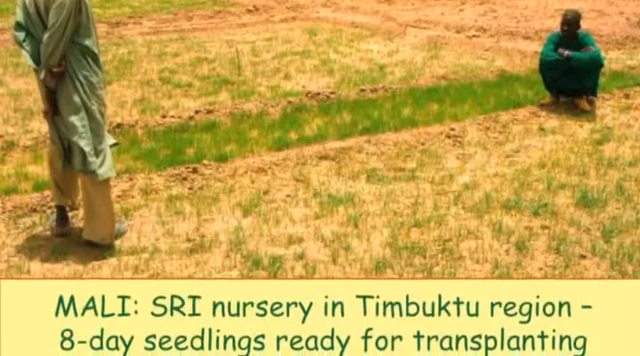 MALI: SRI nursery in Timbuktu region –
8-day seedlings ready for transplanting